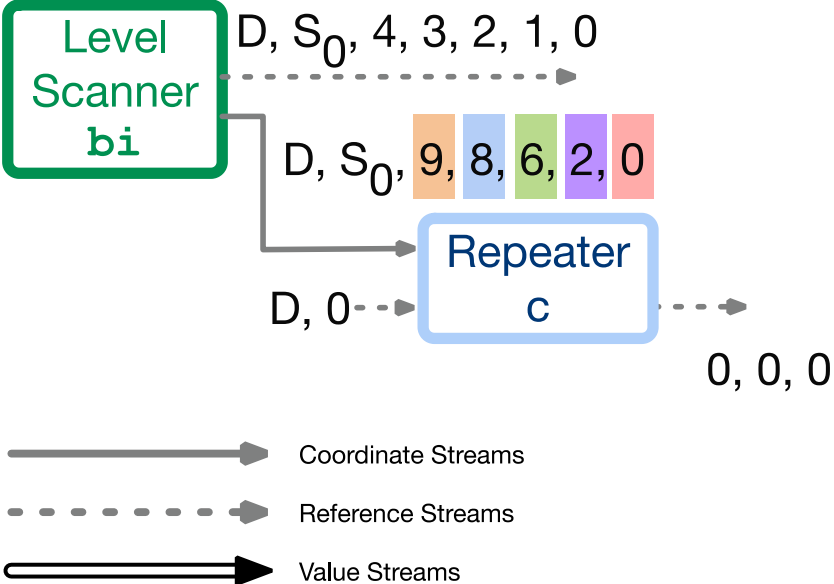 Level
Scanner
bi
D, S0, 4, 3, 2, 1, 0
D, S0, 9, 8, 6, 2, 0
Repeater
c
D, 0
0, 0, 0
Coordinate Streams
Reference Streams
Value Streams